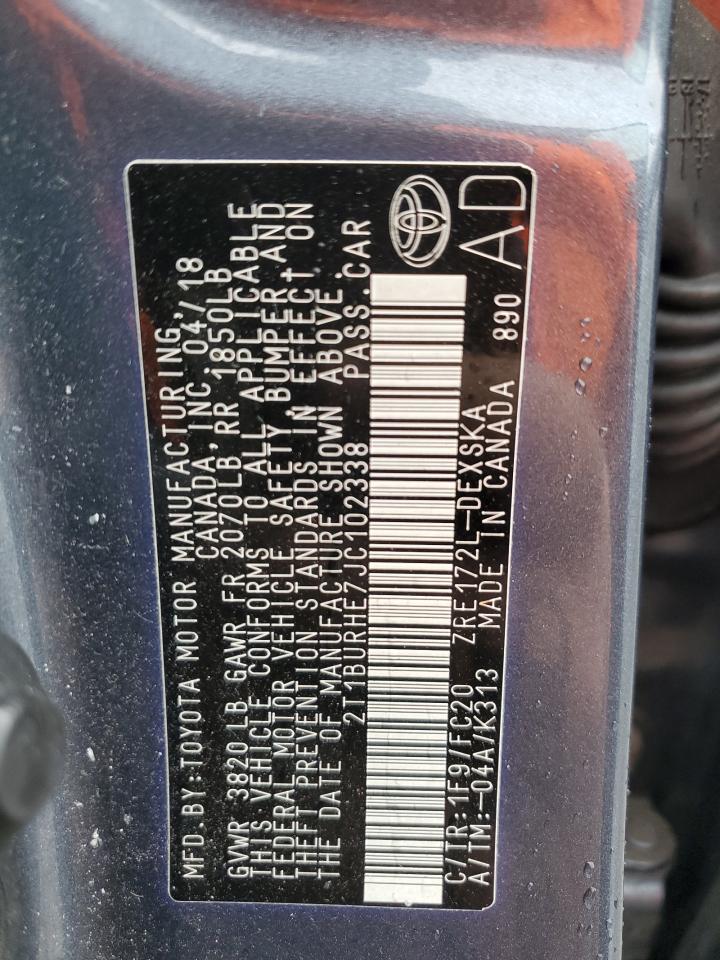 MFD.BY:TOYOTA MOTOR MANUFACTURING,
CANADA,INC.04/18
GVWR 3820LB GAWR FR 2070LB RR 1850LB
THIS VEHICLE CONFORMS TO ALL APPLICABLE
FEDERAL MOTOR VEHICLE SAFETY, BUMPER AND
THEFT PREVENTION STANDARDS IN EFFECT ON
THE DATE OF MANUFACTURE SHOWN ABOVE.
2T1BURHE7JC102338 PASS.CAR
C/TR:1F9/FC20 ZRE172L-DEXSKA
A/TM:-04A/K313 MADE IN CANADA 890
AD